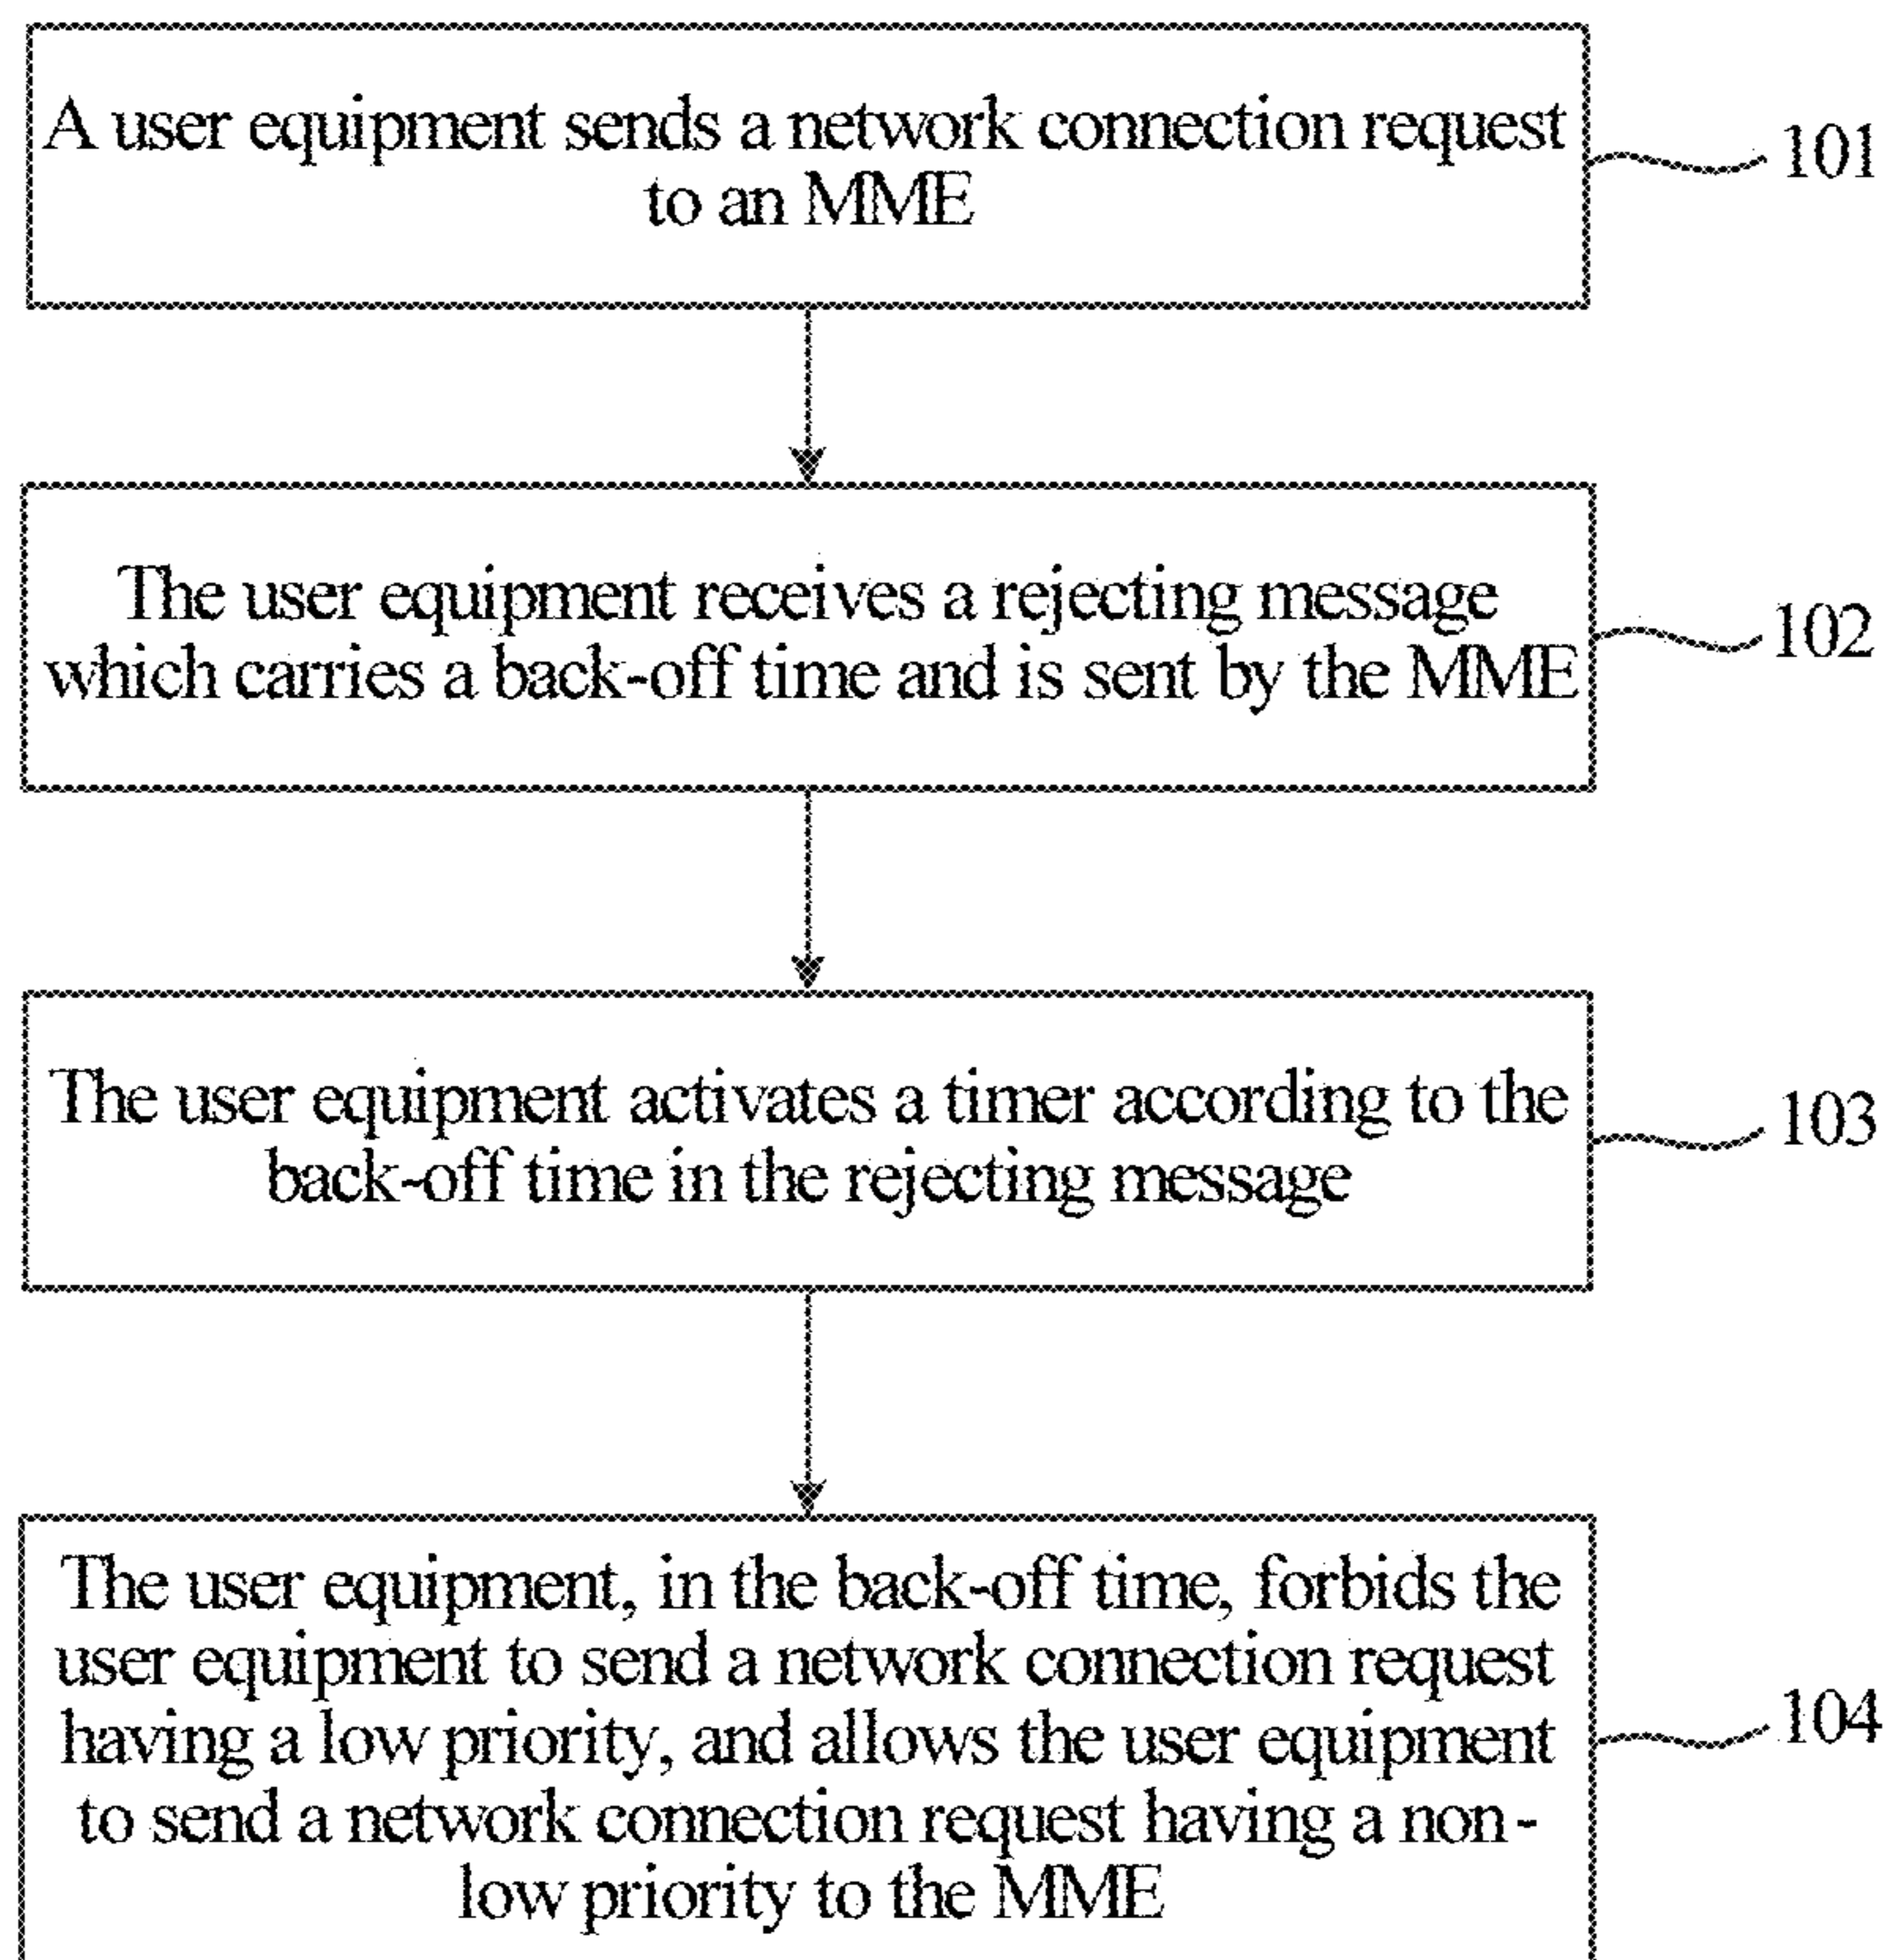 A user equipment sends a network connection request
to an MME
101
The user equipment receives a rejecting message
which carries a back-off time and is sent by the MME
102
The user equipment activates a timer according to the
back-off time in the rejecting message
103
The user equipment, in the back-off time, forbids the
user equipment to send a network connection request
having a low priority, and allows the user equipment
to send a network connection request having a non-
low priority to the MME
104